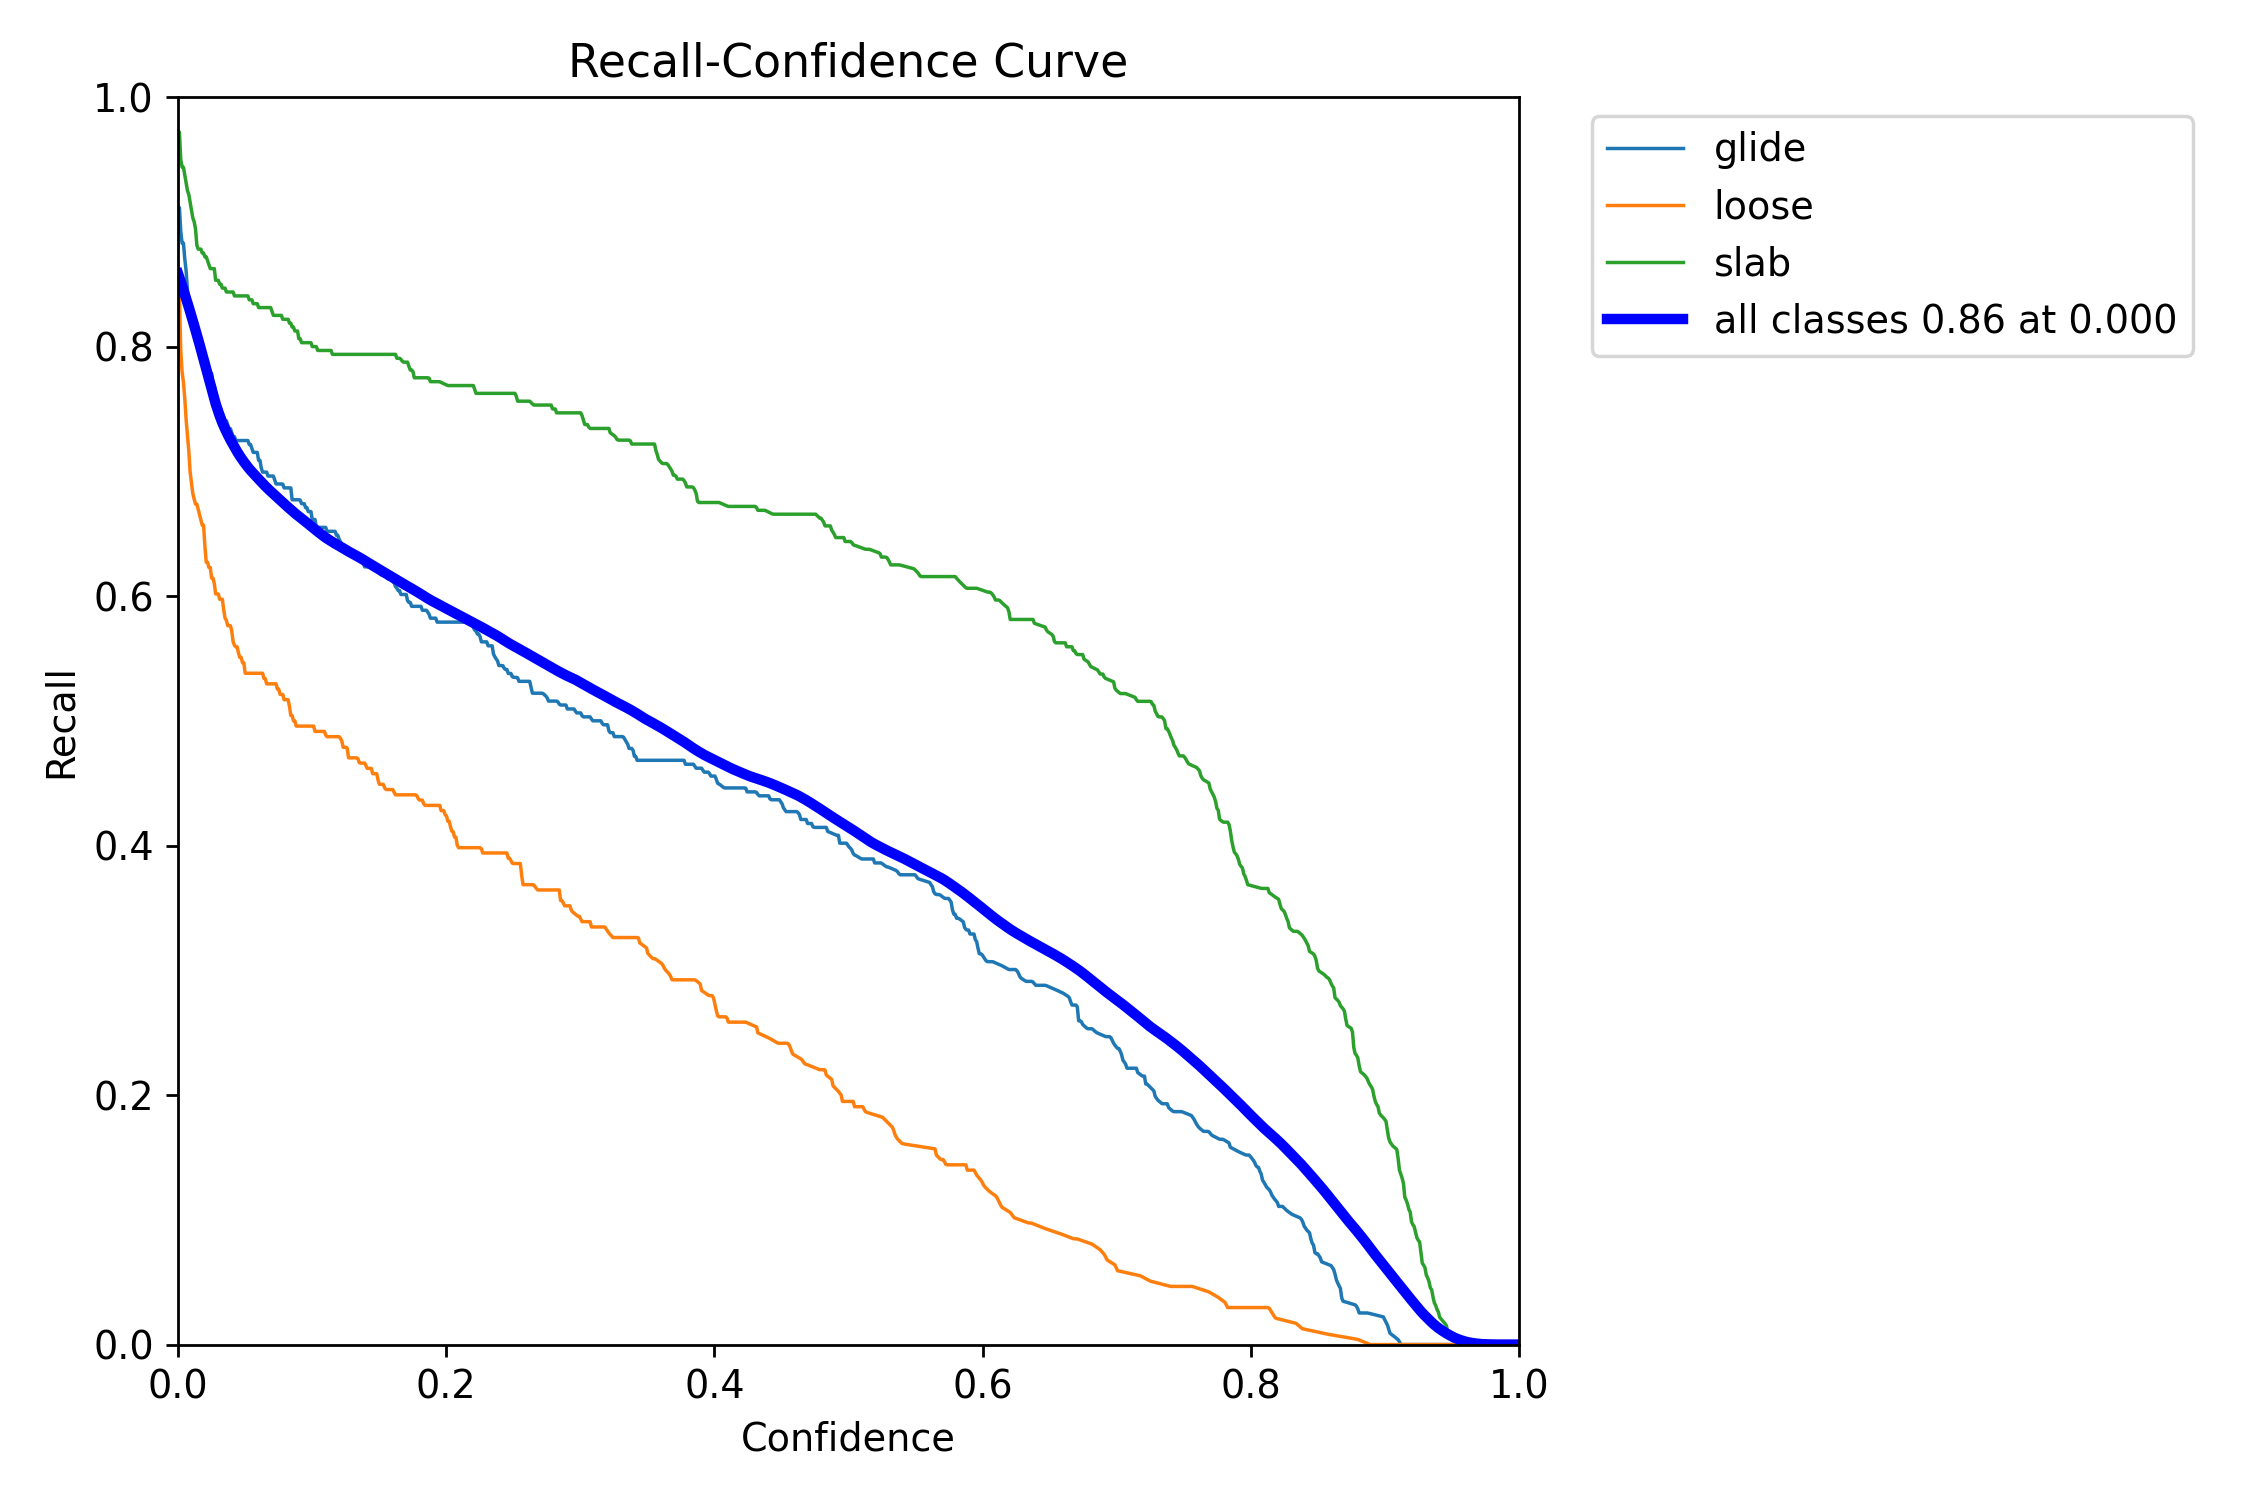 Recall-Confidence Curve
1.0
0.8
0.6
0.4
0.2
0.0
Recall
0.0 0.2 0.4 0.6 0.8 1.0
Confidence
glide
loose
slab
all classes 0.86 at 0.000